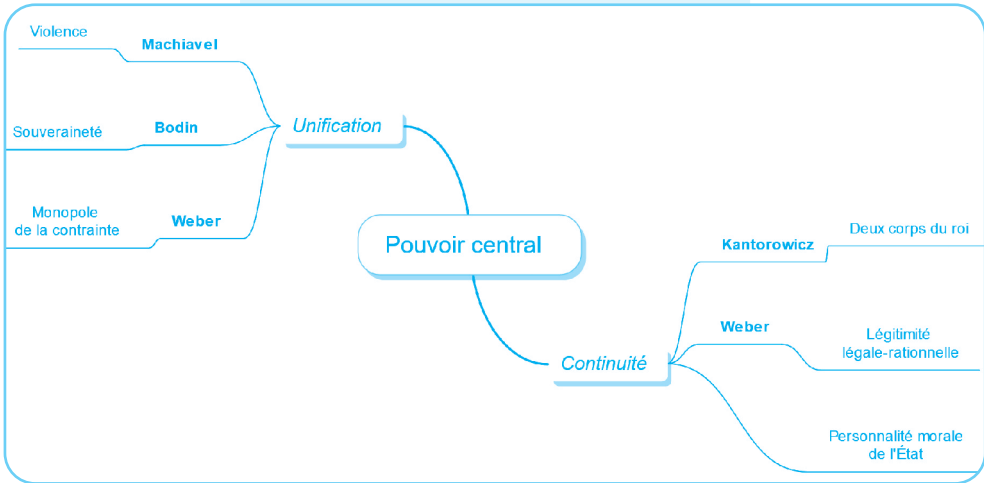 Violence
Machiavel
Unification
Souveraineté
Bodin
Monopole
de la contrainte
Weber
Pouvoir central
Kantorowicz
Deux corps du roi
Weber
Légitimité
légale-rationnelle
Continuité
Personnalité morale
de l'État